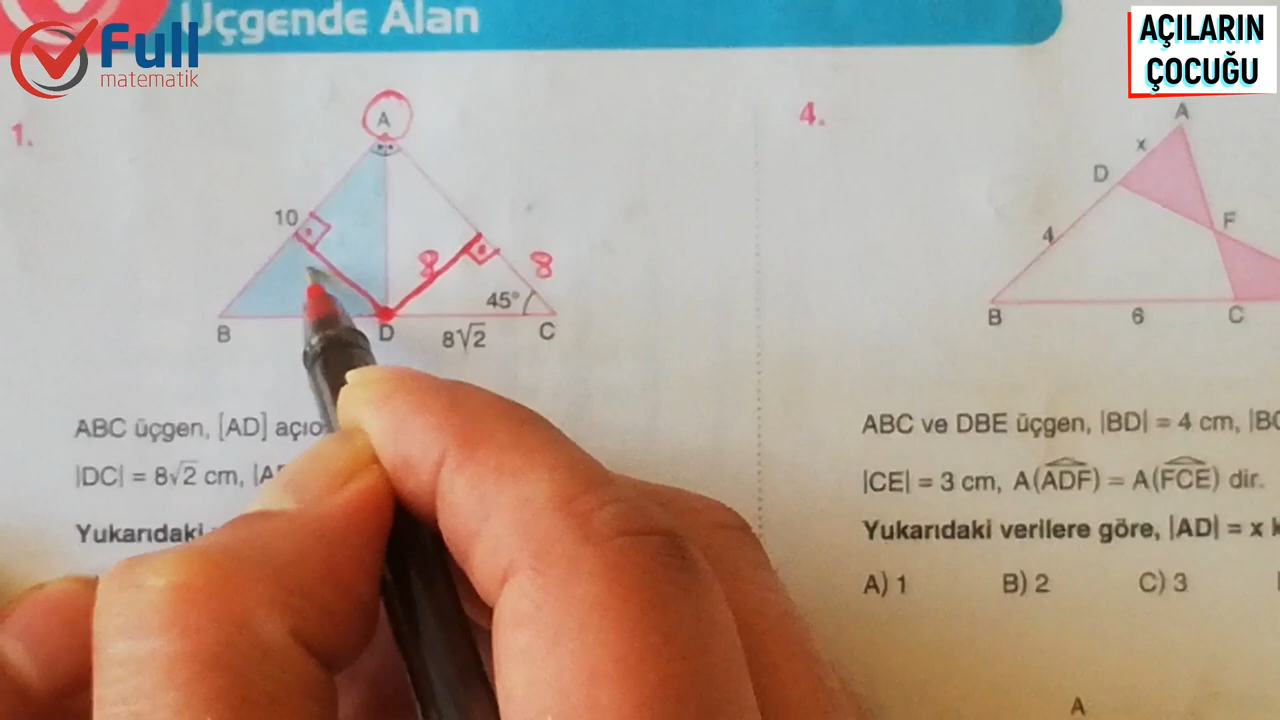 Full
matematik
Üçgende Alan
AÇILARIN
ÇOCUĞU
1.
A
10
8
8
45°
B
D
8√2
C
ABC üçgen, [AD]
|DC| = 8√2 cm,
Yukarıdaki
4.
A
x
D
F
4
B
6
C
ABC ve DBE üçgen, |BD| = 4 cm,
|CE| = 3 cm, A(ADF) = A(FCE) dir.
Yukarıdaki verilere göre, |AD| = x
A) 1
B) 2
C) 3
A